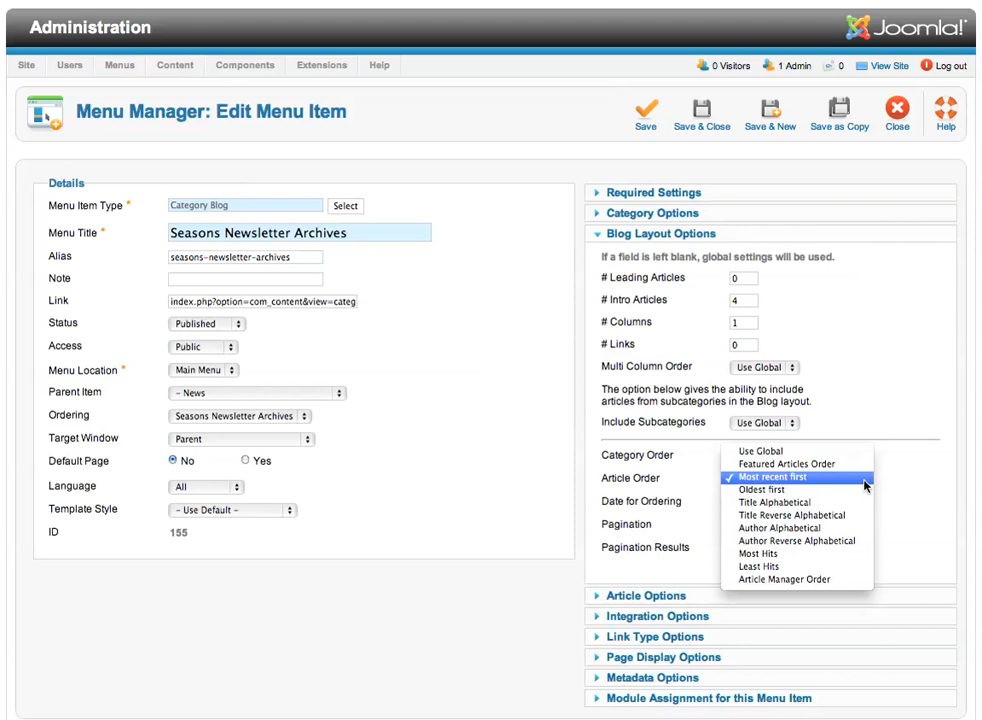 Administration
Joomla!
Site Users Menus Content Components Extensions Help
0 Visitors 1 Admin 0 View Site Log out
Menu Manager: Edit Menu Item
Save Save & Close Save & New Save as Copy Close Help
Details
Menu Item Type * Category Blog Select
Menu Title * Seasons Newsletter Archives
Alias seasons-newsletter-archives
Note
Link index.php?option=com_content&view=categ
Status Published
Access Public
Menu Location * Main Menu
Parent Item - News
Ordering Seasons Newsletter Archives
Target Window Parent
Default Page No Yes
Language All
Template Style - Use Default -
ID 155
Required Settings
Category Options
Blog Layout Options
If a field is left blank, global settings will be used.
# Leading Articles 0
# Intro Articles 4
# Columns 1
# Links 0
Multi Column Order Use Global
The option below gives the ability to include
articles from subcategories in the Blog layout.
Include Subcategories Use Global
Category Order
Article Order
Date for Ordering
Pagination
Pagination Results
Use Global
Featured Articles Order
✓ Most recent first
Oldest first
Title Alphabetical
Title Reverse Alphabetical
Author Alphabetical
Author Reverse Alphabetical
Most Hits
Least Hits
Article Manager Order
Article Options
Integration Options
Link Type Options
Page Display Options
Metadata Options
Module Assignment for this Menu Item